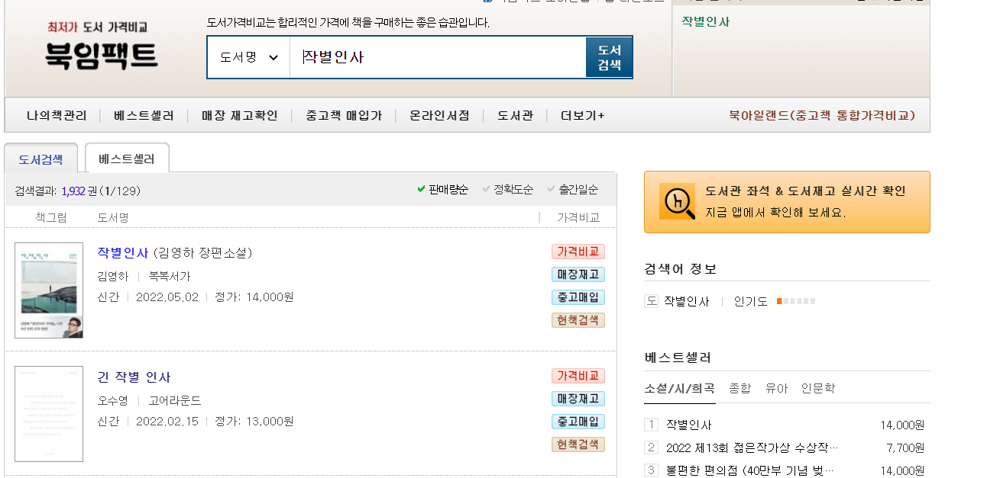 최저가 도서 가격비교
북임팩트
도서가격비교는 합리적인 가격에 책을 구매하는 좋은 습관입니다.
도서명
작별인사
도서
검색
작별인사
나의책관리 베스트셀러 매장 재고확인 중고책 매입가 온라인서점 도서관 더보기+ 북아일랜드(중고책 통합가격비교)
도서검색 베스트셀러
검색결과: 1,932 권 (1/129) 판매량순 정확도순 출간일순
책그림 도서명 가격비교
작별인사 (김영하 장편소설)
김영하 | 복복서가
신간 | 2022.05.02 | 정가: 14,000원
가격비교
매장재고
중고매입
헌책검색
긴 작별 인사
오수영 | 고어라운드
신간 | 2022.02.15 | 정가: 13,000원
가격비교
매장재고
중고매입
헌책검색
도서관 좌석 & 도서재고 실시간 확인
지금 앱에서 확인해 보세요.
검색어 정보
도 작별인사 | 인기도
베스트셀러
소설/시/희곡 종합 유아 인문학
1 작별인사 14,000원
2 2022 제13회 젊은작가상 수상작… 7,700원
3 불편한 편의점 (40만부 기념 벚… 14,000원